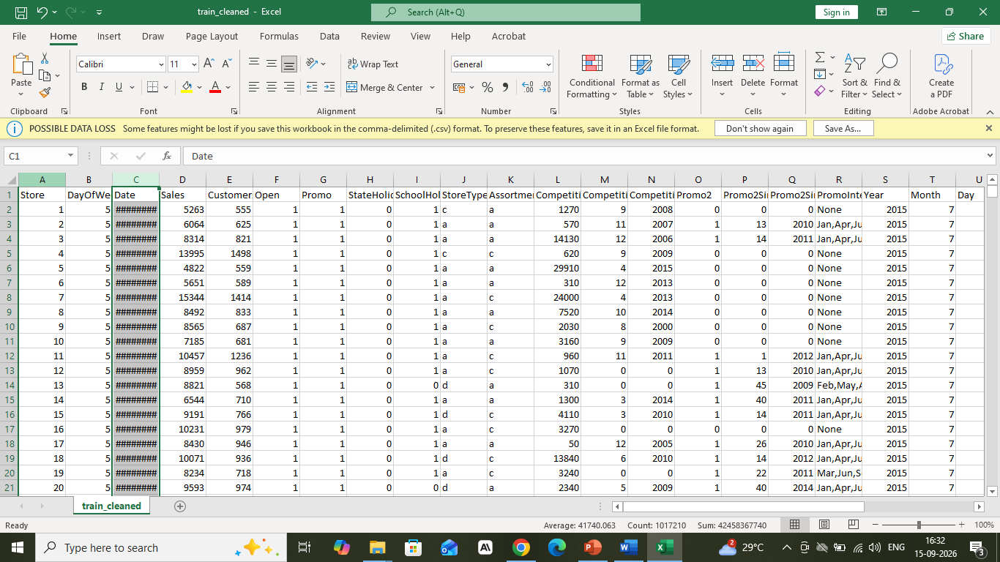 train_cleaned - Excel
Search (Alt+Q)
Sign in
File Home Insert Draw Page Layout Formulas Data Review View Help Acrobat Share
Calibri 11 Wrap Text General
Paste B I U Merge & Center % , Conditional Formatting Format as Table Cell Styles Insert Delete Format Sort & Filter Find & Select Create a PDF
Clipboard Font Alignment Number Styles Cells Editing Adobe Acrobat
POSSIBLE DATA LOSS Some features might be lost if you save this workbook in the comma-delimited (.csv) format. To preserve these features, save it in an Excel file format. Don't show again Save As...
C1 fx Date
A B C D E F G H I J K L M N O P Q R S T U
1 Store DayOfWe Date Sales Customer Open Promo StateHolic SchoolHol StoreType Assortme Competiti Competiti Competiti Promo2 Promo2Sin Promo2Sin PromoInte Year Month Day
2 1 5 ######## 5263 555 1 1 0 1 c a 1270 9 2008 0 0 0 None 2015 7
3 2 5 ######## 6064 625 1 1 0 1 a a 570 11 2007 1 13 2010 Jan,Apr,Ju 2015 7
4 3 5 ######## 8314 821 1 1 0 1 a a 14130 12 2006 1 14 2011 Jan,Apr,Ju 2015 7
5 4 5 ######## 13995 1498 1 1 0 1 c c 620 9 2009 0 0 0 None 2015 7
6 5 5 ######## 4822 559 1 1 0 1 a a 29910 4 2015 0 0 0 None 2015 7
7 6 5 ######## 5651 589 1 1 0 1 a a 310 12 2013 0 0 0 None 2015 7
8 7 5 ######## 15344 1414 1 1 0 1 a c 24000 4 2013 0 0 0 None 2015 7
9 8 5 ######## 8492 833 1 1 0 1 a a 7520 10 2014 0 0 0 None 2015 7
10 9 5 ######## 8565 687 1 1 0 1 a c 2030 8 2000 0 0 0 None 2015 7
11 10 5 ######## 7185 681 1 1 0 1 a a 3160 9 2009 0 0 0 None 2015 7
12 11 5 ######## 10457 1236 1 1 0 1 a c 960 11 2011 1 1 2012 Jan,Apr,Ju 2015 7
13 12 5 ######## 8959 962 1 1 0 1 a c 1070 0 0 1 13 2010 Jan,Apr,Ju 2015 7
14 13 5 ######## 8821 568 1 1 0 0 d a 310 0 0 1 45 2009 Feb,May,A 2015 7
15 14 5 ######## 6544 710 1 1 0 1 a a 1300 3 2014 1 40 2011 Jan,Apr,Ju 2015 7
16 15 5 ######## 9191 766 1 1 0 1 d c 4110 3 2010 1 14 2011 Jan,Apr,Ju 2015 7
17 16 5 ######## 10231 979 1 1 0 1 a c 3270 0 0 0 0 0 None 2015 7
18 17 5 ######## 8430 946 1 1 0 1 a a 50 12 2005 1 26 2010 Jan,Apr,Ju 2015 7
19 18 5 ######## 10071 936 1 1 0 1 d c 13840 6 2010 1 14 2012 Jan,Apr,Ju 2015 7
20 19 5 ######## 8234 718 1 1 0 1 a c 3240 0 0 1 22 2011 Mar,Jun,S 2015 7
21 20 5 ######## 9593 974 1 1 0 0 d a 2340 5 2009 1 40 2014 Jan,Apr,Ju 2015 7
train_cleaned
Ready Average: 41740.063 Count: 1017210 Sum: 42458367740 100%
Type here to search 2 29°C ENG 16:32
15-09-2026 3